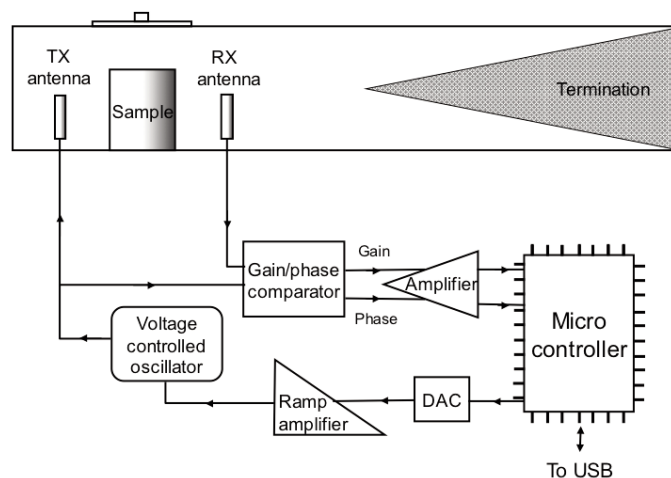 TX
antenna
RX
antenna
Sample
Termination
Gain/phase
comparator
Gain
Phase
Amplifier
Micro
controller
Voltage
controlled
oscillator
Ramp
amplifier
DAC
To USB